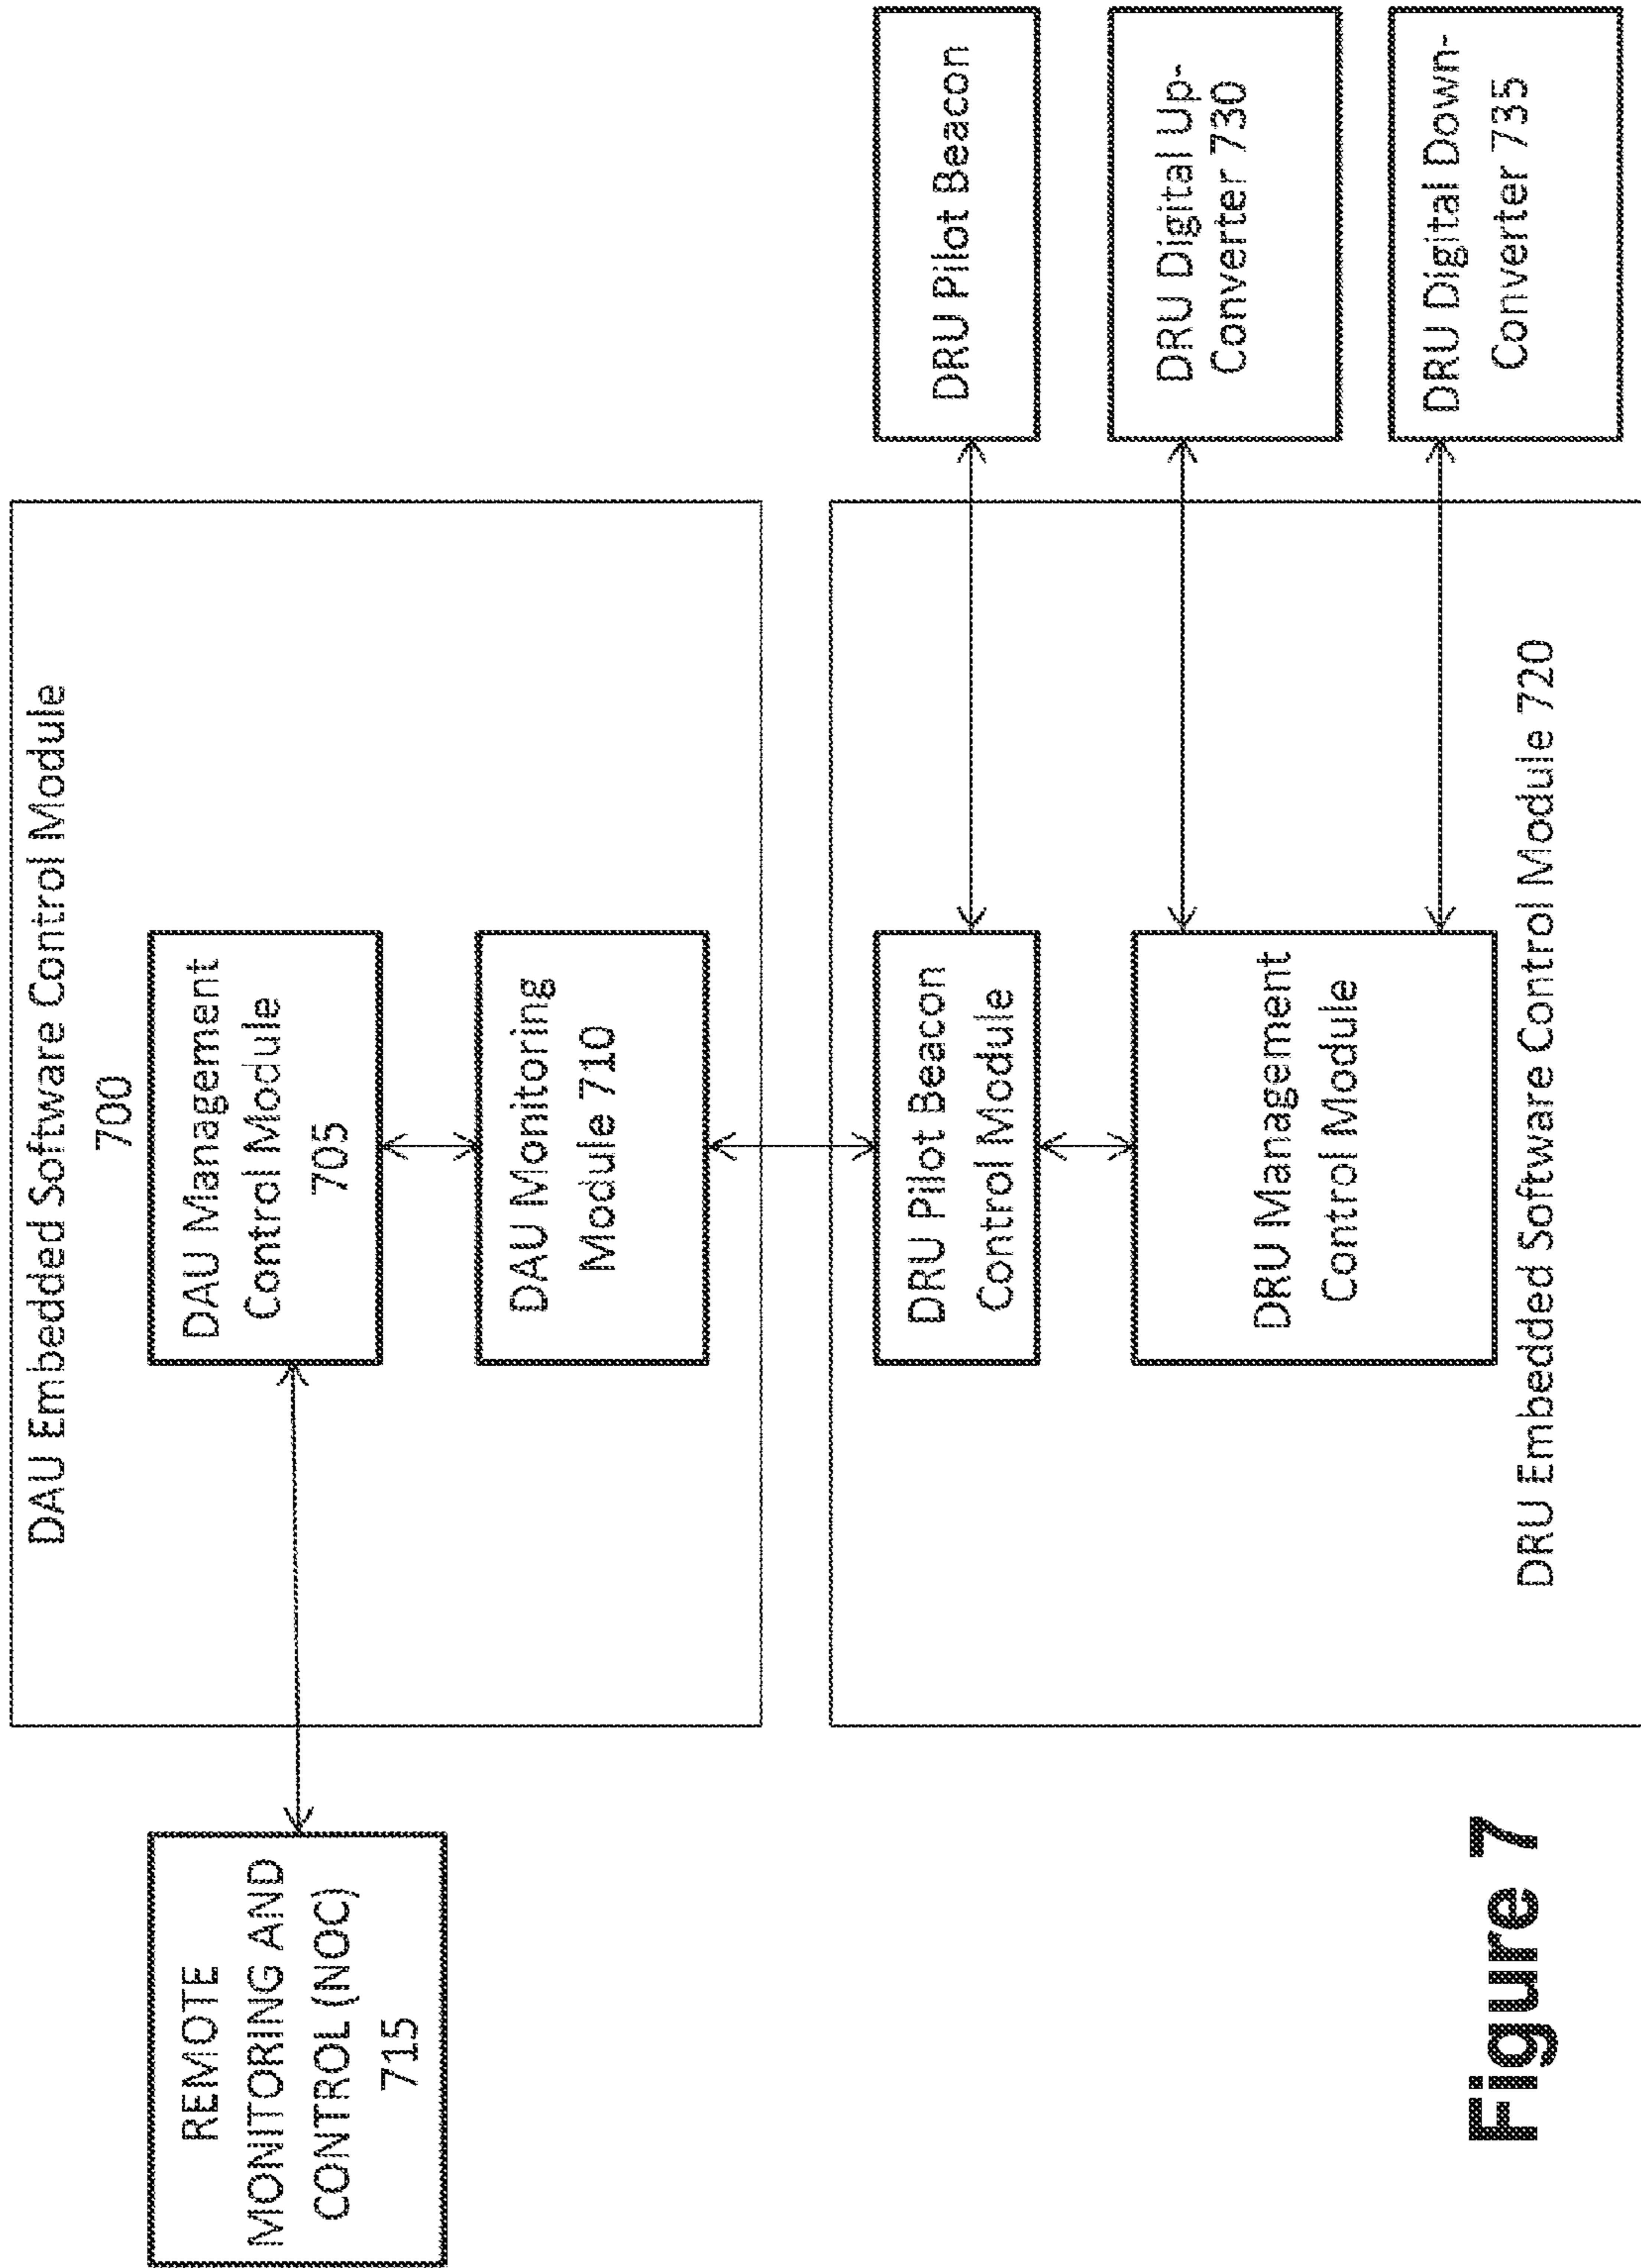 DAU Embedded Software Control Module
700
REMOTE
MONITORING AND
CONTROL (NOC)
715
DAU Management
Control Module
705
DAU Monitoring
Module 710
DRU Pilot Beacon
Control Module
DRU Pilot Beacon
DRU Management
Control Module
DRU Digital Up-
Converter 730
DRU Digital Down-
Converter 735
DRU Embedded Software Control Module 720
Figure 7